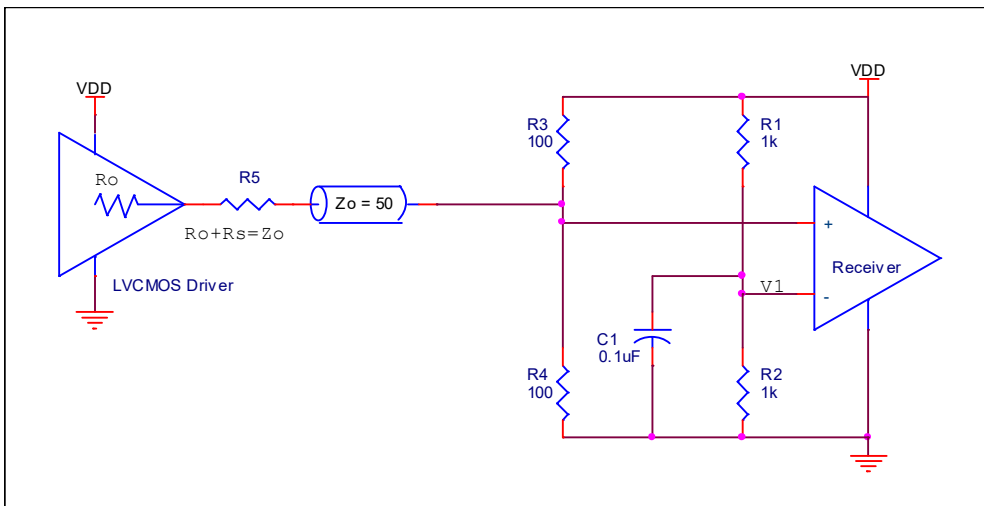 VDD
Ro
R5
Zo = 50
Ro+Rs=Zo
LVCMOS Driver
VDD
R3
100
R1
1k
+
Receiver
V1
-
C1
0.1uF
R4
100
R2
1k